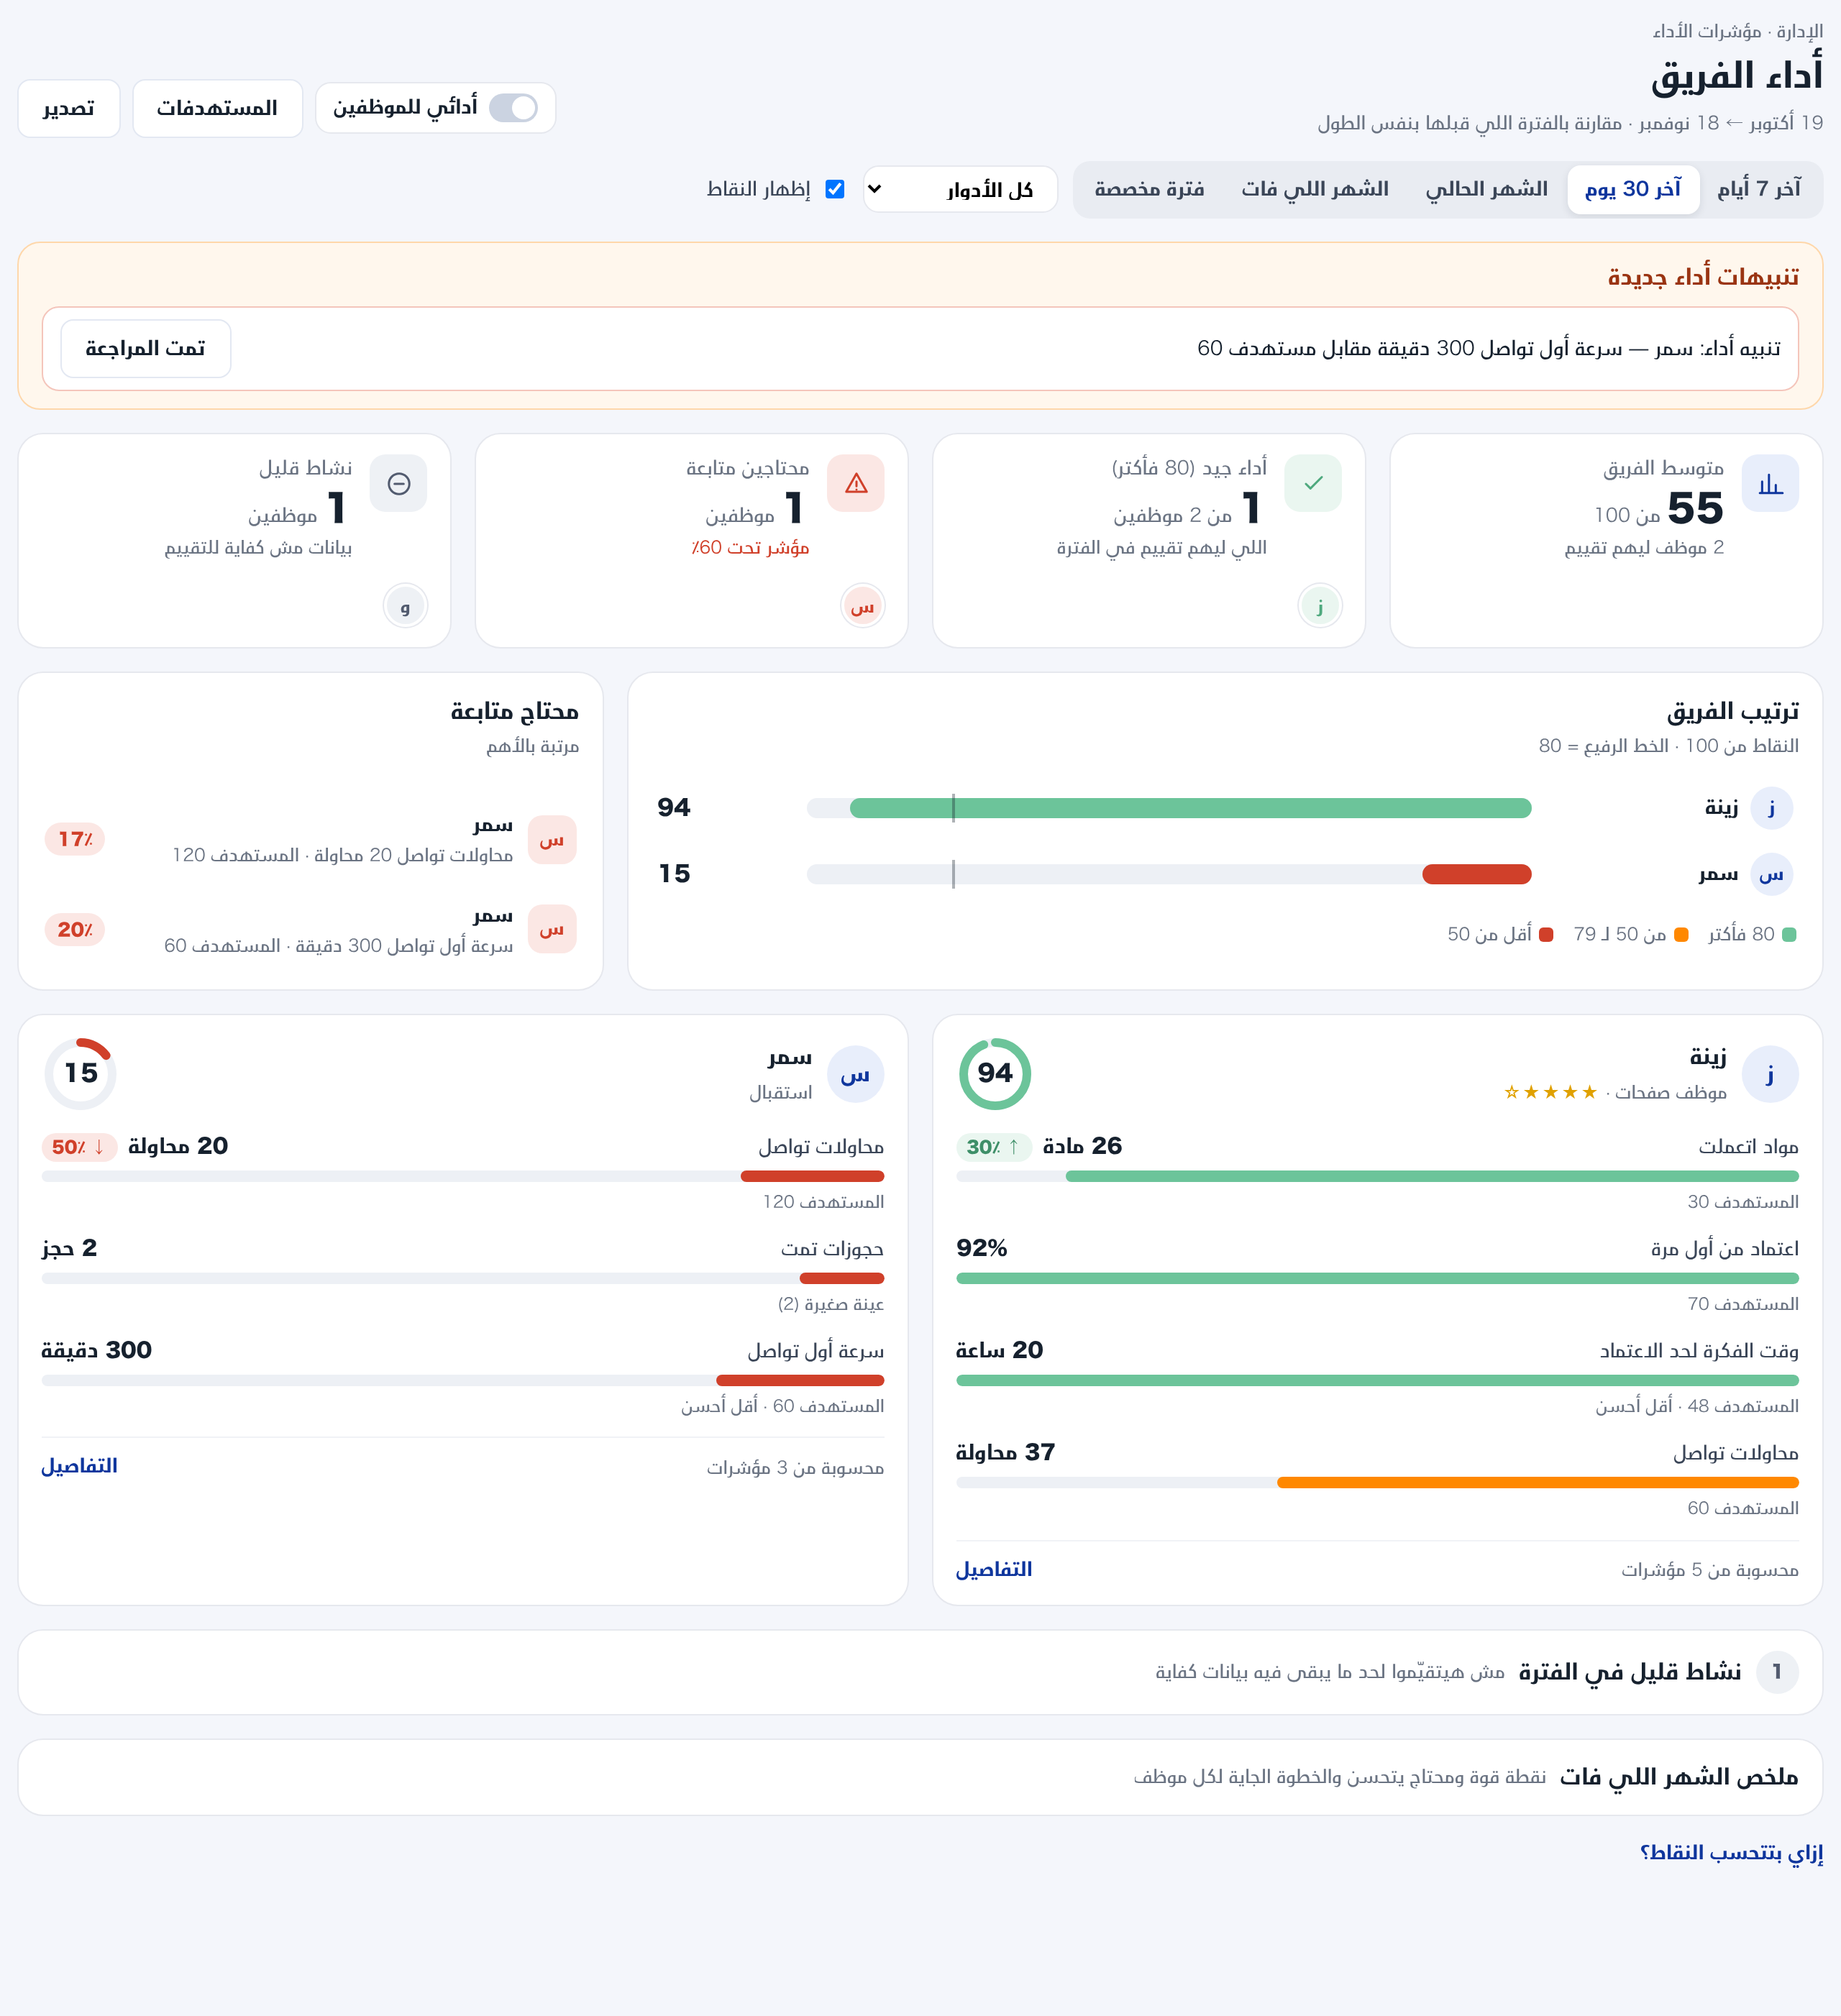 الإدارة · مؤشرات الأداء
أداء الفريق
19 أكتوبر ← 18 نوفمبر · مقارنة بالفترة اللي قبلها بنفس الطول
أدائي للموظفين
المستهدفات
تصدير
آخر 7 أيام
آخر 30 يوم
الشهر الحالي
الشهر اللي فات
فترة مخصصة
كل الأدوار
إظهار النقاط
تنبيهات أداء جديدة
تنبيه أداء: سمر — سرعة أول تواصل 300 دقيقة مقابل مستهدف 60
تمت المراجعة
متوسط الفريق
55 من 100
2 موظف ليهم تقييم
أداء جيد (80 فأكتر)
1 من 2 موظفين
اللي ليهم تقييم في الفترة
ز
محتاجين متابعة
1 موظفين
مؤشر تحت 60٪
س
نشاط قليل
1 موظفين
بيانات مش كفاية للتقييم
و
ترتيب الفريق
النقاط من 100 · الخط الرفيع = 80
ز زينة 94
س سمر 15
80 فأكتر
من 50 لـ 79
أقل من 50
محتاج متابعة
مرتبة بالأهم
س
سمر
محاولات تواصل 20 محاولة · المستهدف 120
17٪
س
سمر
سرعة أول تواصل 300 دقيقة · المستهدف 60
20٪
ز
زينة
موظف صفحات · ★★★★☆
94
مواد اتعملت
26 مادة
↑ 30٪
المستهدف 30
اعتماد من أول مرة
92%
المستهدف 70
وقت الفكرة لحد الاعتماد
20 ساعة
المستهدف 48 · أقل أحسن
محاولات تواصل
37 محاولة
المستهدف 60
محسوبة من 5 مؤشرات
التفاصيل
س
سمر
استقبال
15
محاولات تواصل
20 محاولة
↓ 50٪
المستهدف 120
حجوزات تمت
2 حجز
عينة صغيرة (2)
سرعة أول تواصل
300 دقيقة
المستهدف 60 · أقل أحسن
محسوبة من 3 مؤشرات
التفاصيل
1 نشاط قليل في الفترة مش هيتقيّموا لحد ما يبقى فيه بيانات كفاية
ملخص الشهر اللي فات نقطة قوة ومحتاج يتحسن والخطوة الجاية لكل موظف
إزاي بتتحسب النقاط؟